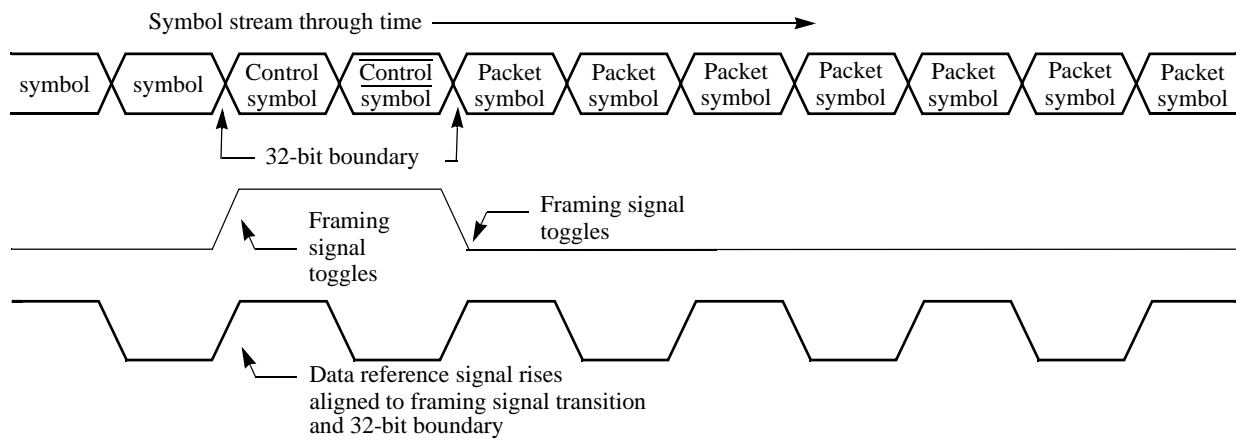 Symbol stream through time
symbol symbol Control symbol Control symbol Packet symbol Packet symbol Packet symbol Packet symbol Packet symbol Packet symbol Packet symbol
32-bit boundary
Framing
signal
toggles
Framing signal
toggles
Data reference signal rises
aligned to framing signal transition
and 32-bit boundary